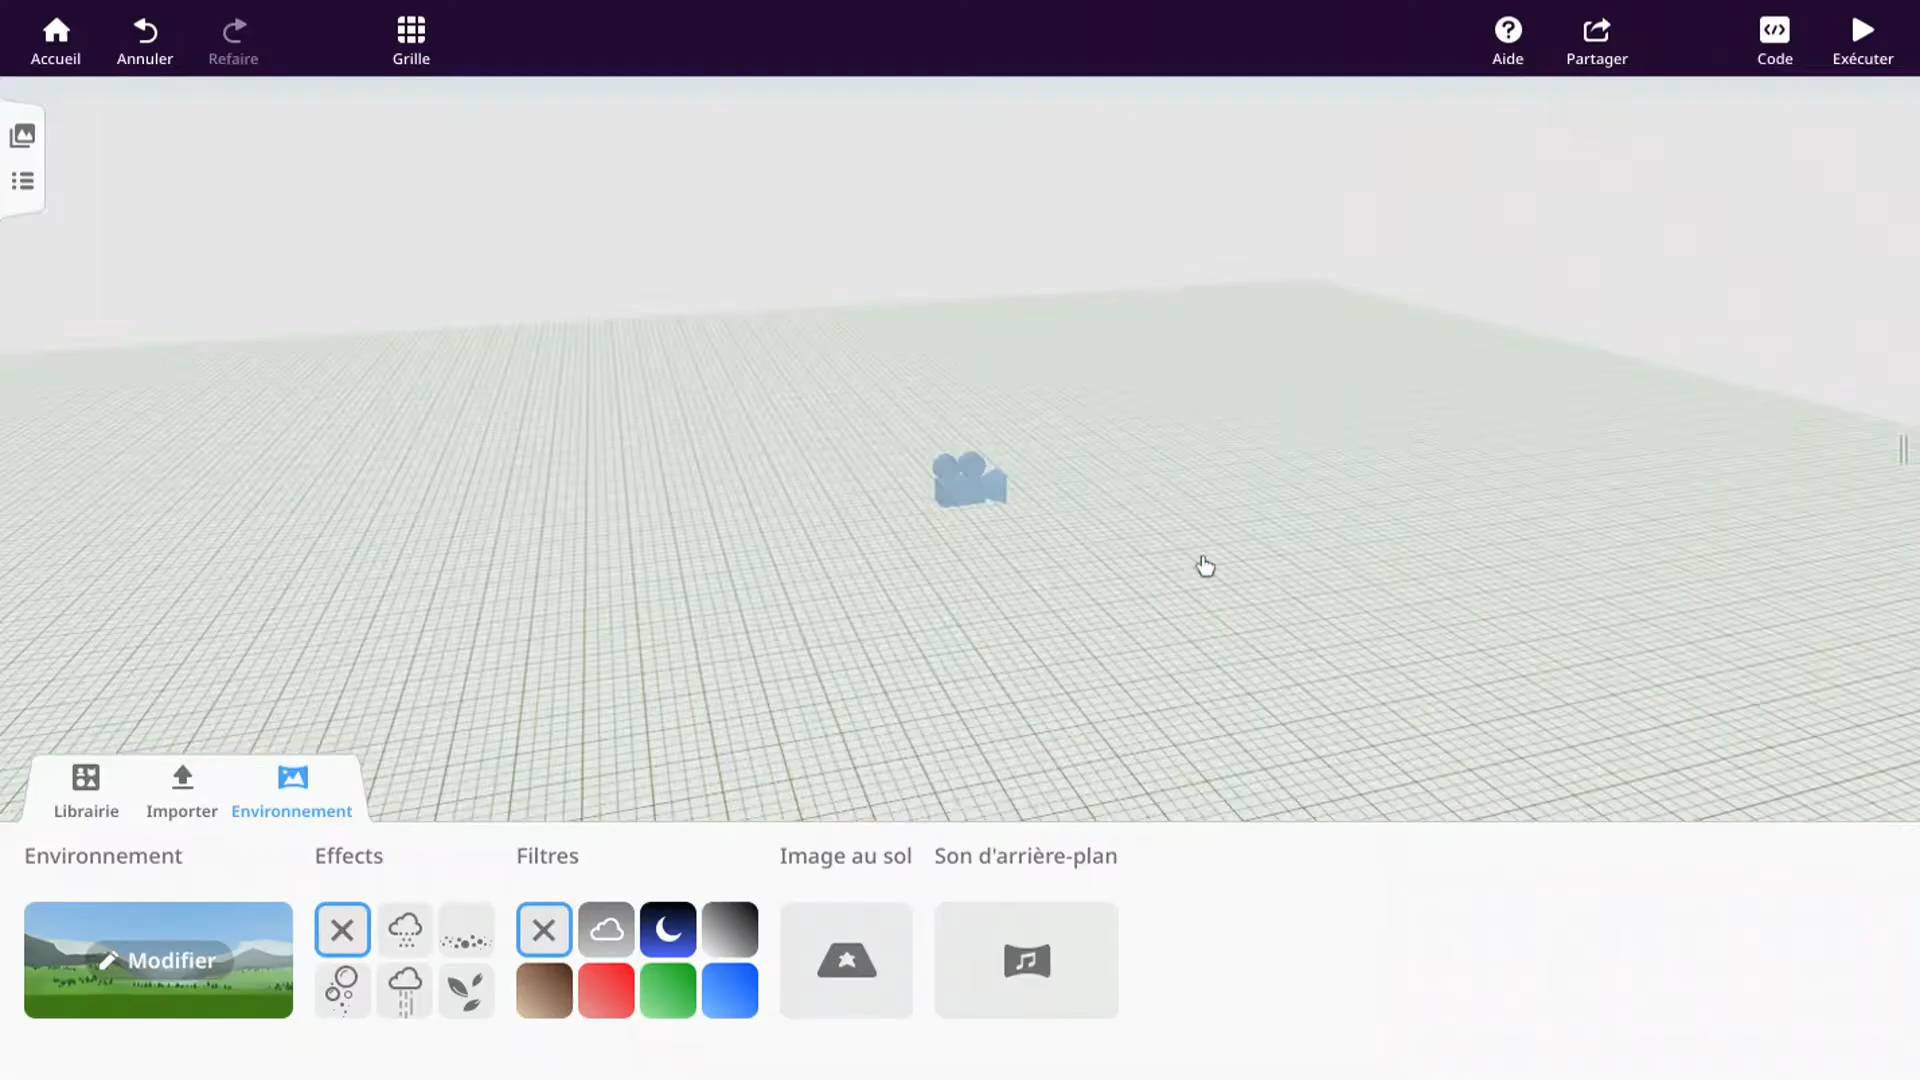 Accueil
Annuler
Refaire
Grille
Aide
Partager
Code
Exécuter
Librairie
Importer
Environnement
Environnement
Effects
Filtres
Image au sol
Son d'arrière-plan
Modifier